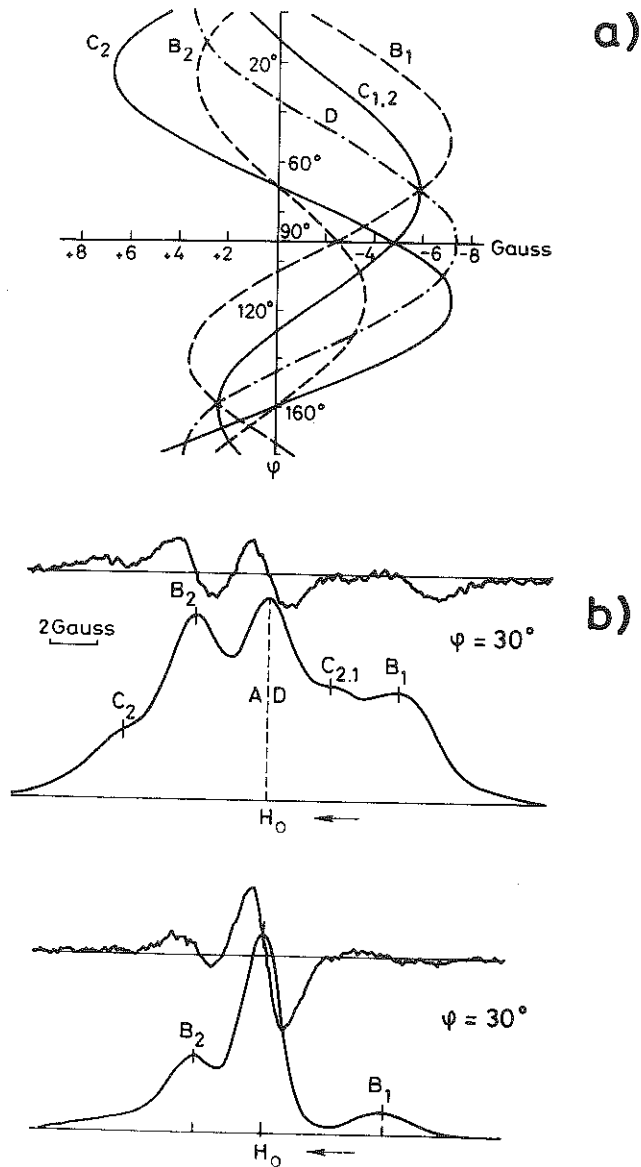 a)
C₂ B₂ B₁
20°
C₁,₂
D
60°
90°
+8 +6 +4 +2 -4 -6 -8 Gauss
120°
160°
φ
b)
B₂
2Gauss
φ = 30°
C₂ A D C₂.₁ B₁
H₀
φ = 30°
B₂ B₁
H₀